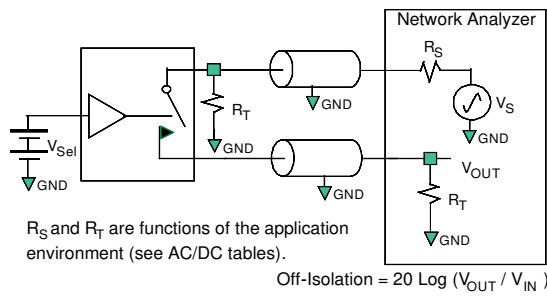 Network Analyzer
R_S
V_S
GND
GND
R_T
GND
V_Sel
GND
GND
V_OUT
R_T
GND
R_S and R_T are functions of the application
environment (see AC/DC tables).
Off-Isolation = 20 Log (V_OUT / V_IN )